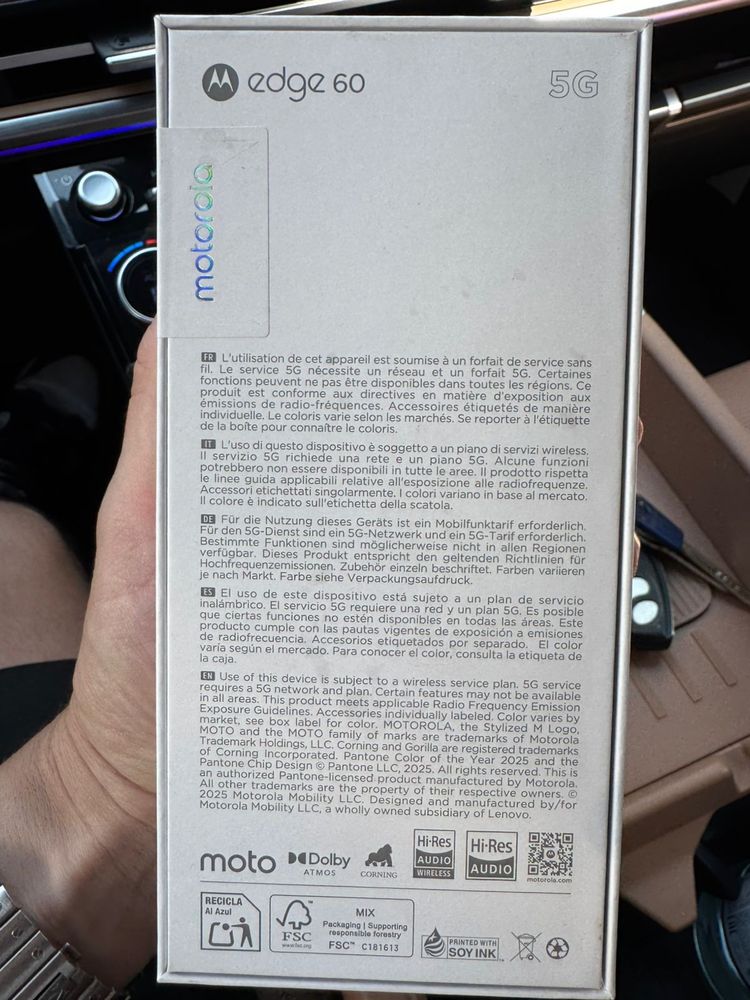 edge 60
5G
motorola
FR L'utilisation de cet appareil est soumise à un forfait de service sans
fil. Le service 5G nécessite un réseau et un forfait 5G. Certaines
fonctions peuvent ne pas être disponibles dans toutes les régions. Ce
produit est conforme aux directives en matière d'exposition aux
émissions de radio-fréquences. Accessoires étiquetés de manière
individuelle. Le coloris varie selon les marchés. Se reporter à l'étiquette
de la boîte pour connaître le coloris.
IT L'uso di questo dispositivo è soggetto a un piano di servizi wireless.
Il servizio 5G richiede una rete e un piano 5G. Alcune funzioni
potrebbero non essere disponibili in tutte le aree. Il prodotto rispetta
le linee guida applicabili relative all'esposizione alle radiofrequenze.
Accessori etichettati singolarmente. I colori variano in base al mercato.
Il colore è indicato sull'etichetta della scatola.
DE Für die Nutzung dieses Geräts ist ein Mobilfunktarif erforderlich.
Für den 5G-Dienst sind ein 5G-Netzwerk und ein 5G-Tarif erforderlich.
Bestimmte Funktionen sind möglicherweise nicht in allen Regionen
verfügbar. Dieses Produkt entspricht den geltenden Richtlinien für
Hochfrequenzemissionen. Zubehör einzeln beschriftet. Farben variieren
je nach Markt. Farbe siehe Verpackungsaufdruck.
ES El uso de este dispositivo está sujeto a un plan de servicio
inalámbrico. El servicio 5G requiere una red y un plan 5G. Es posible
que ciertas funciones no estén disponibles en todas las áreas. Este
producto cumple con las pautas vigentes de exposición a emisiones
de radiofrecuencia. Accesorios etiquetados por separado. El color
varía según el mercado. Para conocer el color, consulta la etiqueta de
la caja.
EN Use of this device is subject to a wireless service plan. 5G service
requires a 5G network and plan. Certain features may not be available
in all areas. This product meets applicable Radio Frequency Emission
Exposure Guidelines. Accessories individually labeled. Color varies by
market, see box label for color. MOTOROLA, the Stylized M Logo,
MOTO and the MOTO family of marks are trademarks of Motorola
Trademark Holdings, LLC. Corning and Gorilla are registered trademarks
of Corning Incorporated. Pantone Color of the Year 2025 and the
Pantone Chip Design © Pantone LLC, 2025. All rights reserved. This is
an authorized Pantone-licensed product manufactured by Motorola.
All other trademarks are the property of their respective owners. ©
2025 Motorola Mobility LLC. Designed and manufactured by/for
Motorola Mobility LLC, a wholly owned subsidiary of Lenovo.
moto
Dolby
ATMOS
CORNING
Hi-Res
AUDIO
WIRELESS
Hi-Res
AUDIO
motorola.com
RECICLA
Al Azul
FSC
www.fsc.org
MIX
Packaging | Supporting
responsible forestry
FSC™ C181613
PRINTED WITH
SOY INK™